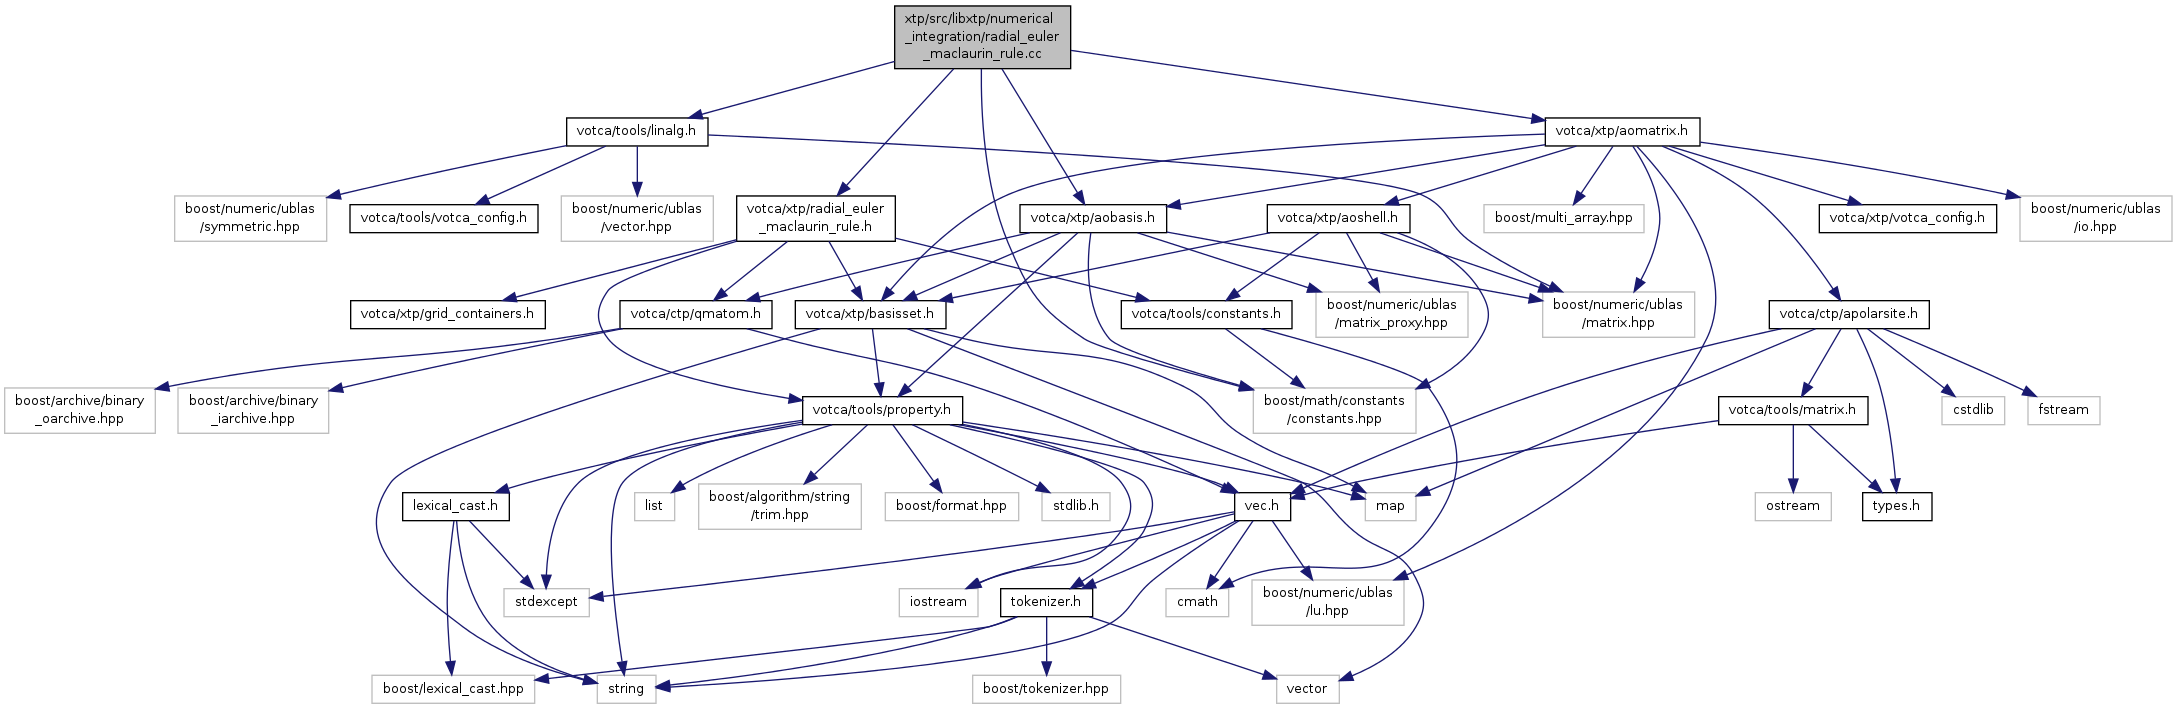 xtp/src/libxtp/numerical
_integration/radial_euler
_maclaurin_rule.cc
votca/tools/linalg.h
votca/xtp/aomatrix.h
boost/numeric/ublas
/symmetric.hpp
votca/tools/votca_config.h
boost/numeric/ublas
/vector.hpp
votca/xtp/radial_euler
_maclaurin_rule.h
votca/xtp/aobasis.h
votca/xtp/aoshell.h
boost/multi_array.hpp
votca/xtp/votca_config.h
boost/numeric/ublas
/io.hpp
votca/xtp/grid_containers.h
votca/ctp/qmatom.h
votca/xtp/basisset.h
votca/tools/constants.h
boost/numeric/ublas
/matrix_proxy.hpp
boost/numeric/ublas
/matrix.hpp
votca/ctp/apolarsite.h
boost/archive/binary
_oarchive.hpp
boost/archive/binary
_iarchive.hpp
votca/tools/property.h
boost/math/constants
/constants.hpp
votca/tools/matrix.h
cstdlib
fstream
lexical_cast.h
list
boost/algorithm/string
/trim.hpp
boost/format.hpp
stdlib.h
vec.h
map
ostream
types.h
stdexcept
iostream
tokenizer.h
cmath
boost/numeric/ublas
/lu.hpp
boost/lexical_cast.hpp
string
boost/tokenizer.hpp
vector